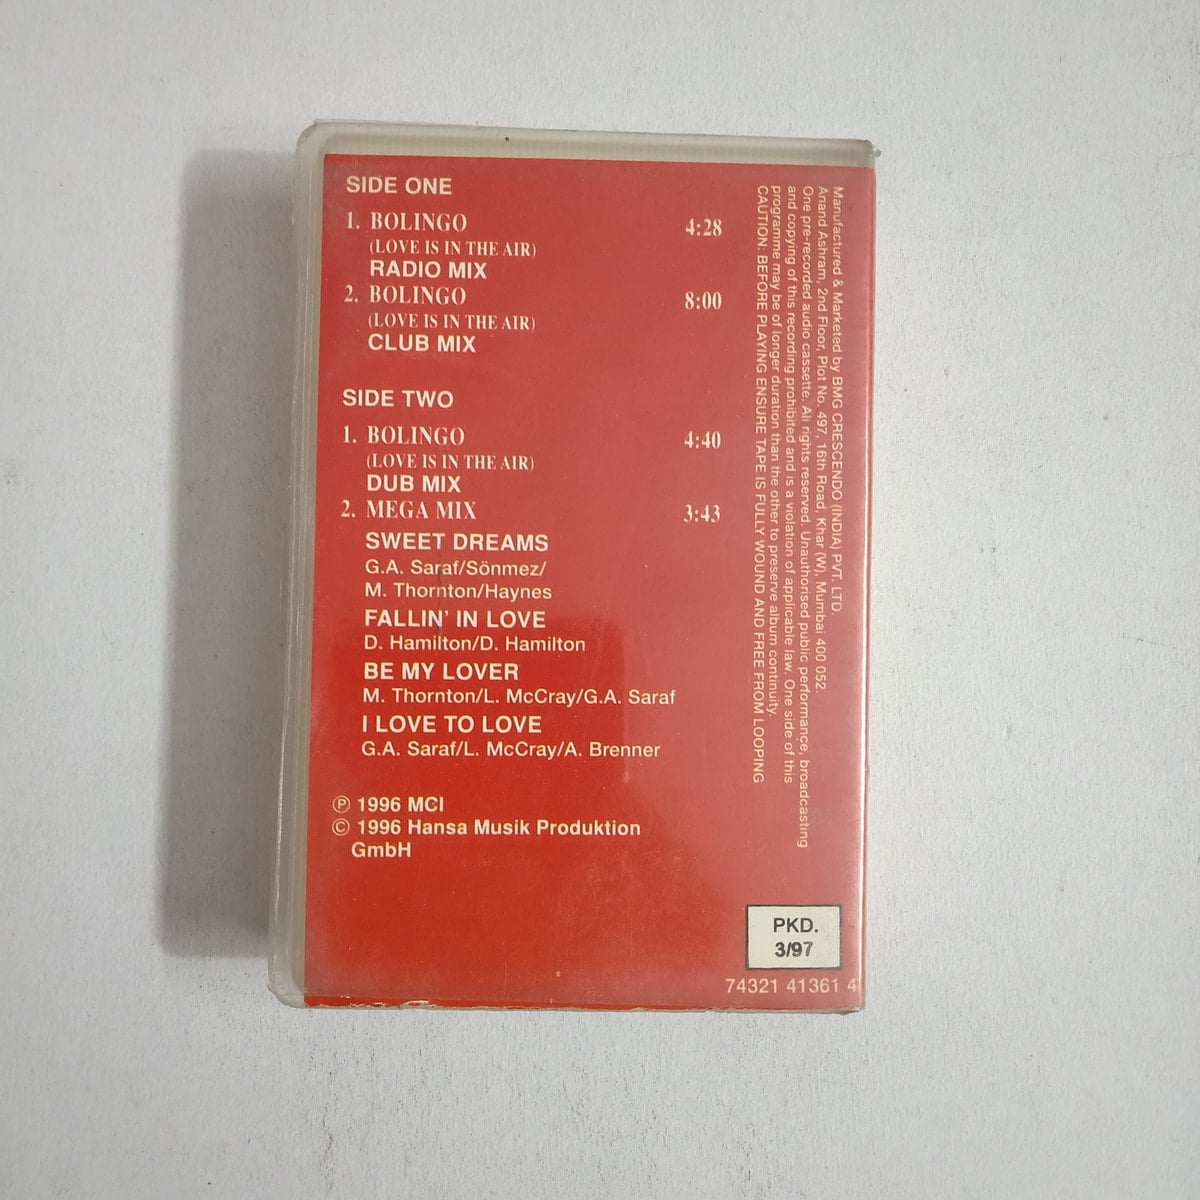 SIDE ONE
1. BOLINGO 4:28
(LOVE IS IN THE AIR)
RADIO MIX
2. BOLINGO 8:00
(LOVE IS IN THE AIR)
CLUB MIX
SIDE TWO
1. BOLINGO 4:40
(LOVE IS IN THE AIR)
DUB MIX
2. MEGA MIX 3:43
SWEET DREAMS
G.A. Saraf/Sönmez/
M. Thornton/Haynes
FALLIN' IN LOVE
D. Hamilton/D. Hamilton
BE MY LOVER
M. Thornton/L. McCray/G.A. Saraf
I LOVE TO LOVE
G.A. Saraf/L. McCray/A. Brenner
℗ 1996 MCI
© 1996 Hansa Musik Produktion
GmbH
Manufactured & Marketed by BMG CRESCENDO (INDIA) PVT. LTD.
Anand Ashram, 2nd Floor, Plot No. 497, 16th Road, Khar (W), Mumbai 400 052.
One pre-recorded audio cassette. All rights reserved. Unauthorised public performance, broadcasting
and copying of this recording prohibited and is a violation of applicable law. One side of this
programme may be of longer duration than the other to preserve album continuity.
CAUTION: BEFORE PLAYING ENSURE TAPE IS FULLY WOUND AND FREE FROM LOOPING
PKD.
3/97
74321 41361 4